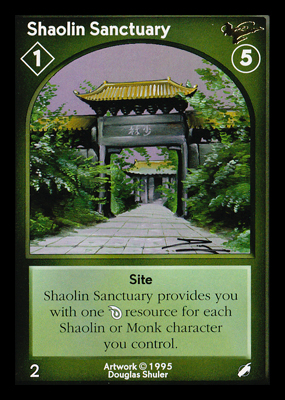 Shaolin Sanctuary
1
5
Site
Shaolin Sanctuary provides you
with one resource for each
Shaolin or Monk character
you control.
2
Artwork © 1995
Douglas Shuler